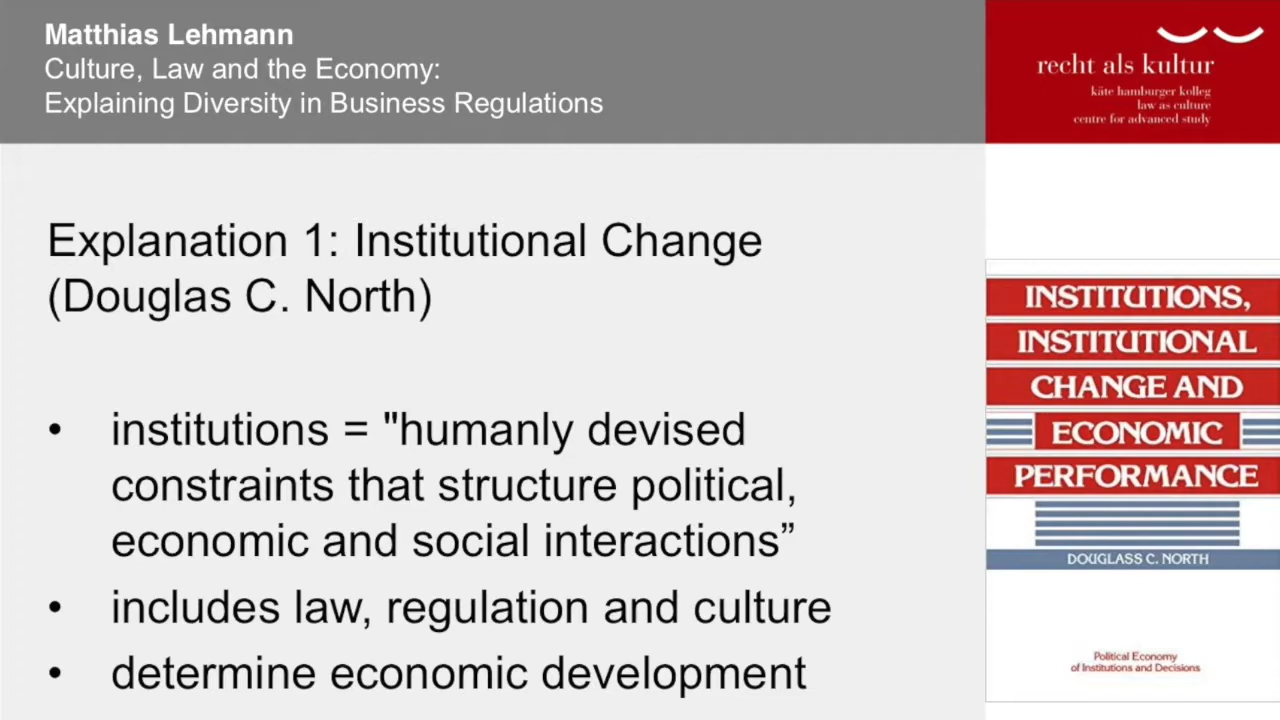 Matthias Lehmann
Culture, Law and the Economy:
Explaining Diversity in Business Regulations
recht als kultur
käte hamburger kolleg
law as culture
centre for advanced study
Explanation 1: Institutional Change
(Douglas C. North)
• institutions = "humanly devised
constraints that structure political,
economic and social interactions”
• includes law, regulation and culture
• determine economic development
INSTITUTIONS,
INSTITUTIONAL
CHANGE AND
ECONOMIC
PERFORMANCE
DOUGLASS C. NORTH
Political Economy
of Institutions and Decisions